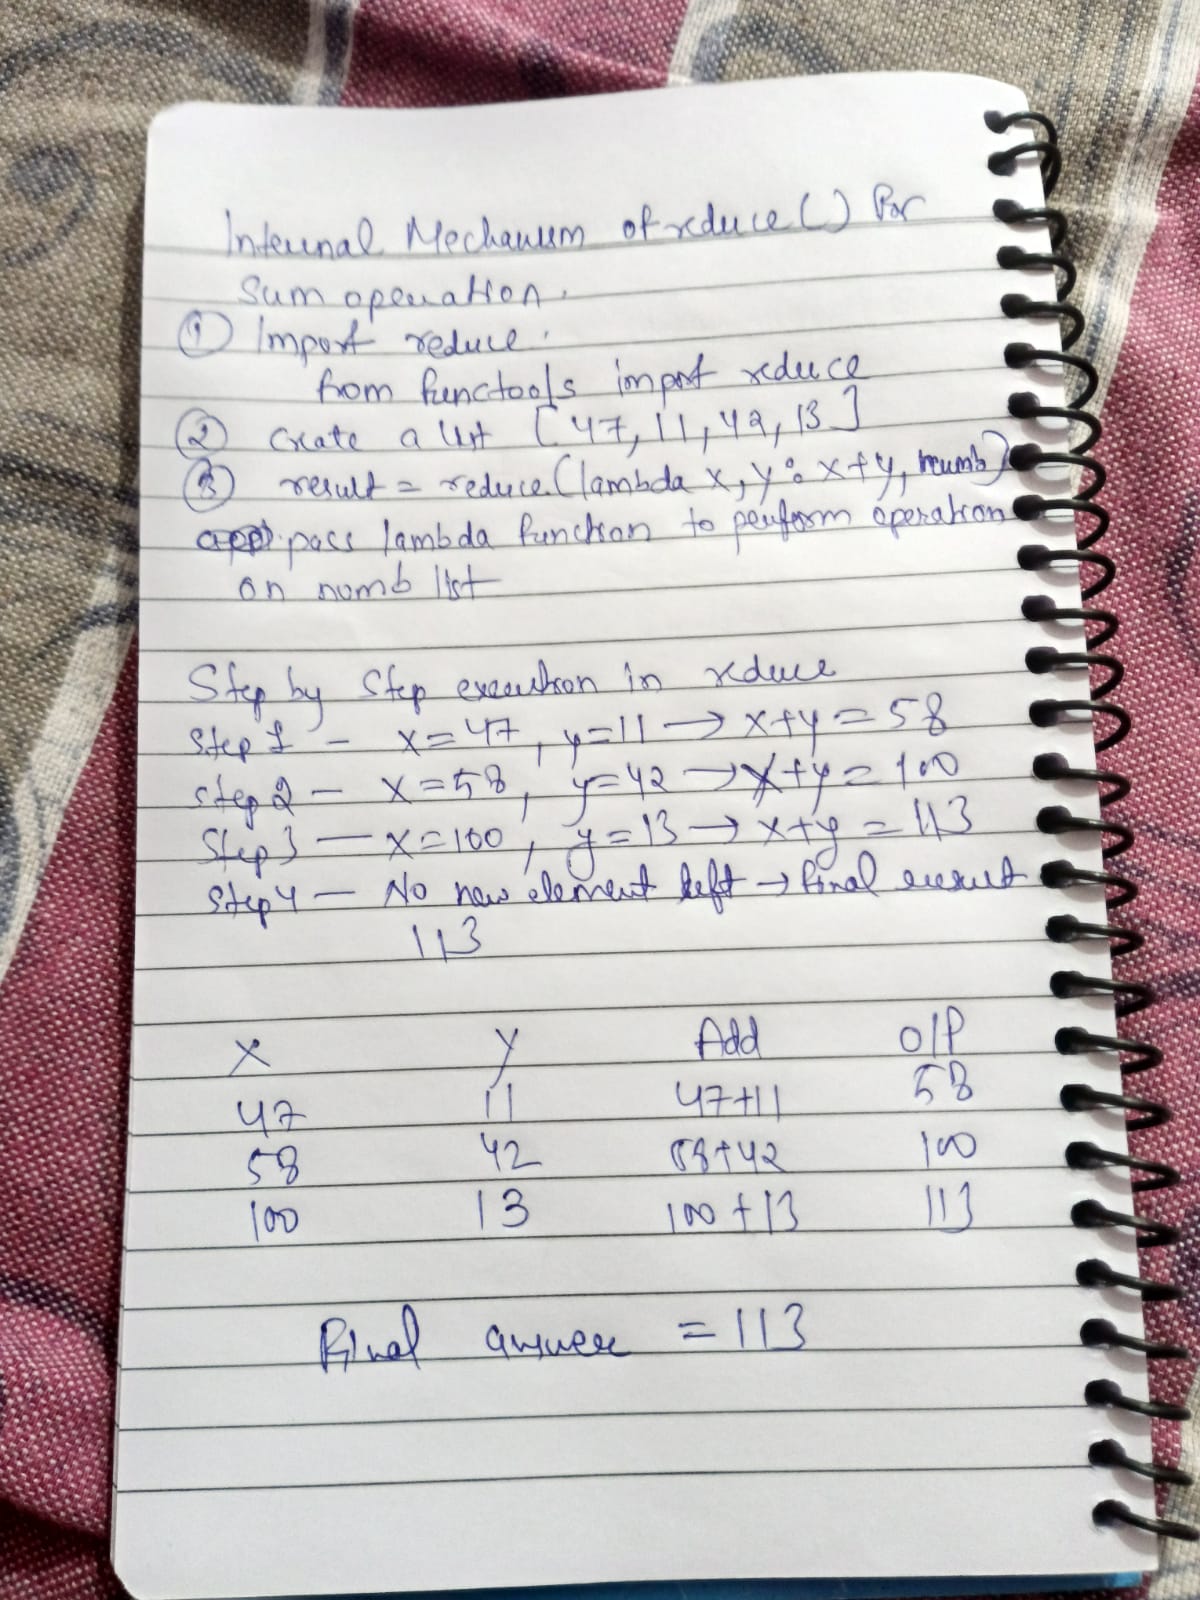 Internal Mechanism of reduce() for
Sum operation.
① Import reduce.
from functools import reduce
② Create a list [47, 11, 42, 13]
③ result = reduce(lambda x, y: x+y, numb)
pass lambda function to perform operation
on numb list
Step by Step execution in reduce
Step 1 - x=47, y=11 → x+y = 58
Step 2 - x=58, y=42 → x+y = 100
Step 3 - x=100, y=13 → x+y = 113
Step 4 - No new element left → final result
113
x y Add O/P
47 11 47+11 58
58 42 58+42 100
100 13 100+13 113
Final answer = 113